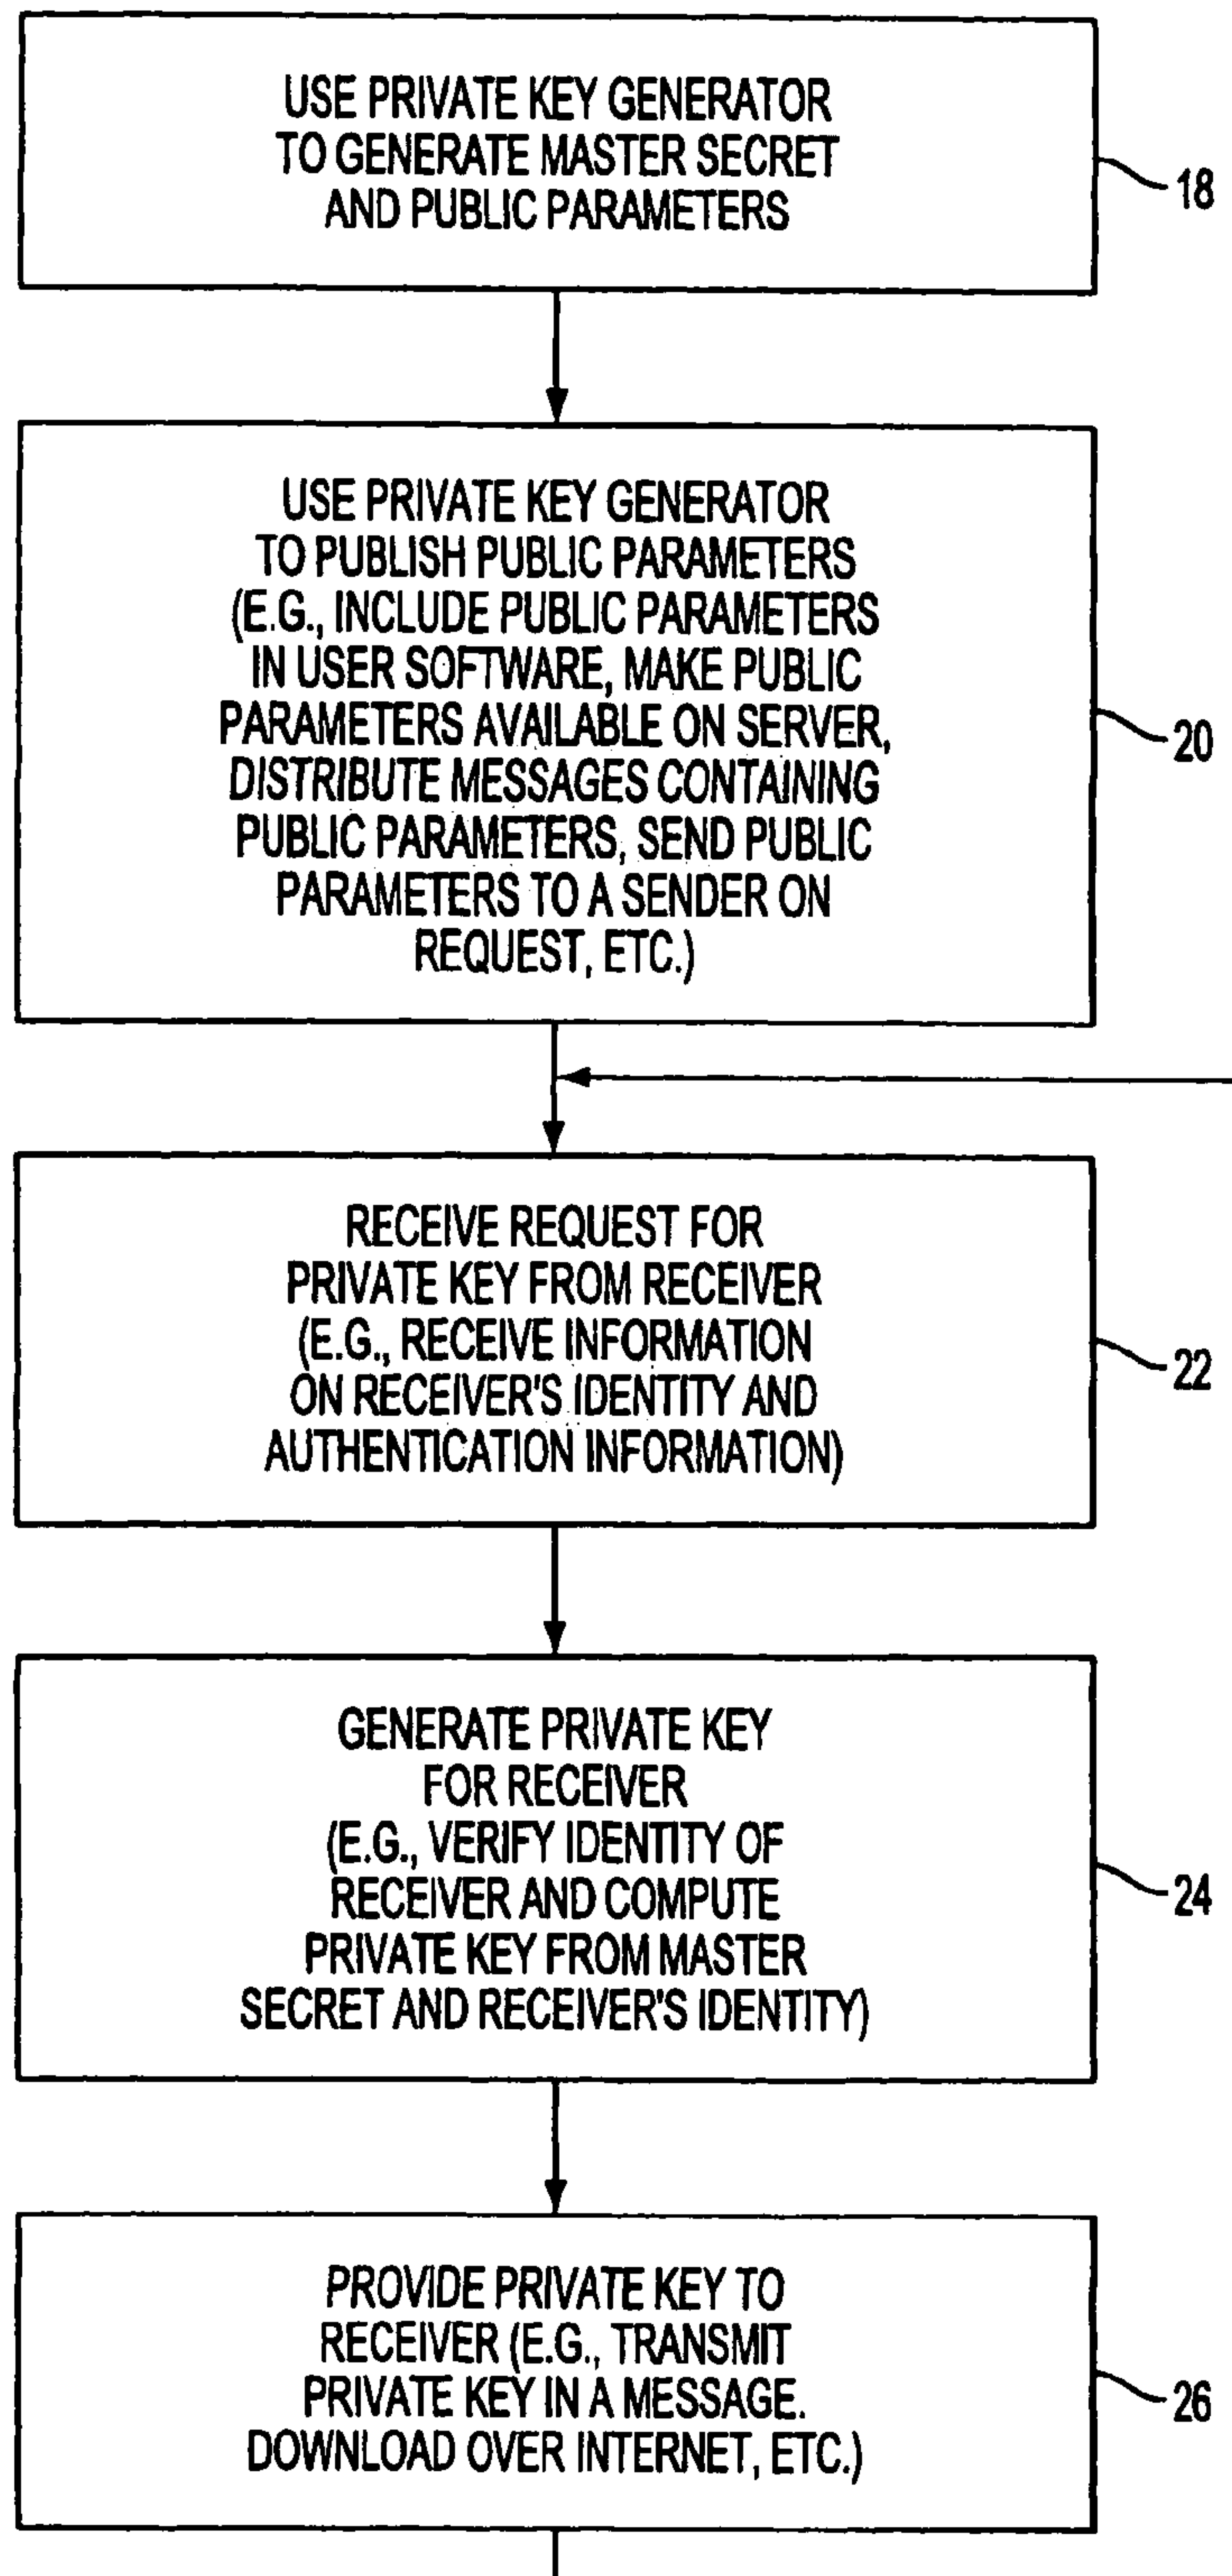 USE PRIVATE KEY GENERATOR
TO GENERATE MASTER SECRET
AND PUBLIC PARAMETERS
18
USE PRIVATE KEY GENERATOR
TO PUBLISH PUBLIC PARAMETERS
(E.G., INCLUDE PUBLIC PARAMETERS
IN USER SOFTWARE, MAKE PUBLIC
PARAMETERS AVAILABLE ON SERVER,
DISTRIBUTE MESSAGES CONTAINING
PUBLIC PARAMETERS, SEND PUBLIC
PARAMETERS TO A SENDER ON
REQUEST, ETC.)
20
RECEIVE REQUEST FOR
PRIVATE KEY FROM RECEIVER
(E.G., RECEIVE INFORMATION
ON RECEIVER'S IDENTITY AND
AUTHENTICATION INFORMATION)
22
GENERATE PRIVATE KEY
FOR RECEIVER
(E.G., VERIFY IDENTITY OF
RECEIVER AND COMPUTE
PRIVATE KEY FROM MASTER
SECRET AND RECEIVER'S IDENTITY)
24
PROVIDE PRIVATE KEY TO
RECEIVER (E.G., TRANSMIT
PRIVATE KEY IN A MESSAGE.
DOWNLOAD OVER INTERNET, ETC.)
26